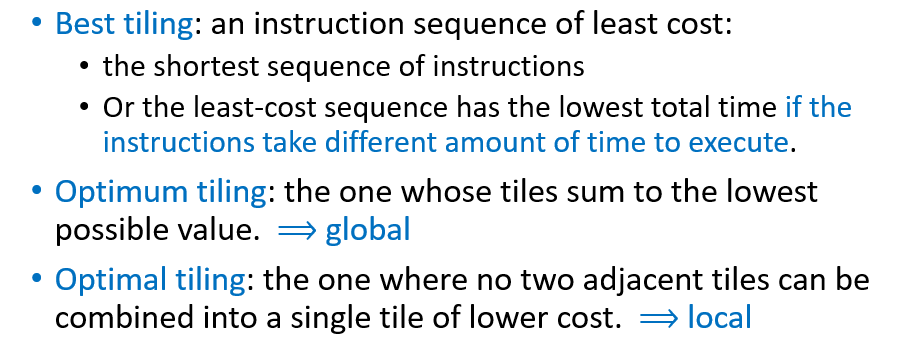 • Best tiling: an instruction sequence of least cost:
• the shortest sequence of instructions
• Or the least-cost sequence has the lowest total time if the
instructions take different amount of time to execute.
• Optimum tiling: the one whose tiles sum to the lowest
possible value. ⟹ global
• Optimal tiling: the one where no two adjacent tiles can be
combined into a single tile of lower cost. ⟹ local